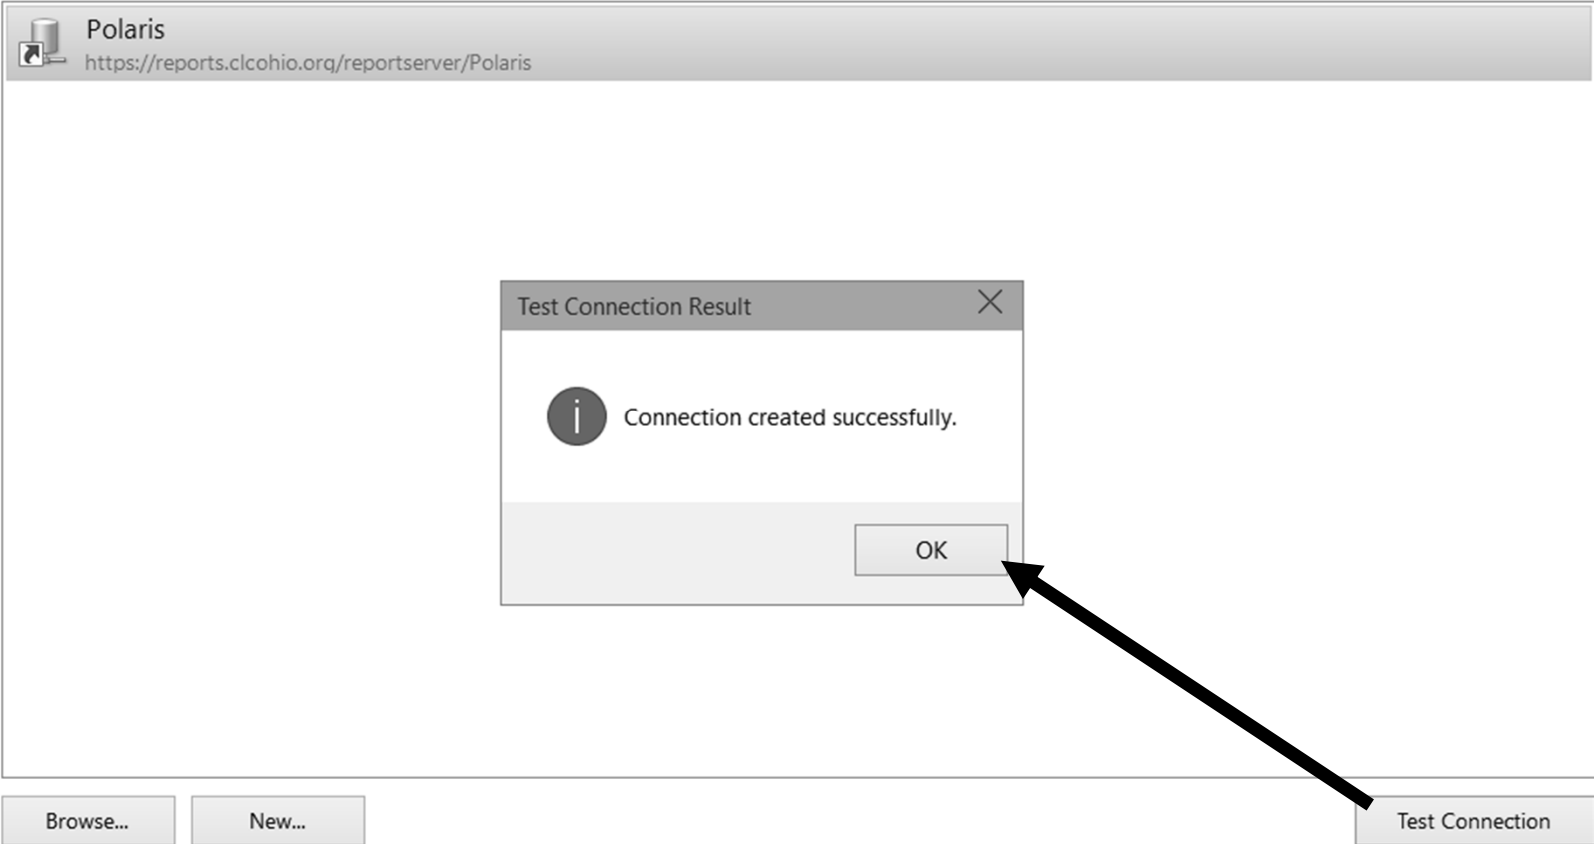 Polaris
https://reports.clcohio.org/reportserver/Polaris
Test Connection Result
Connection created successfully.
OK
Browse...
New...
Test Connection